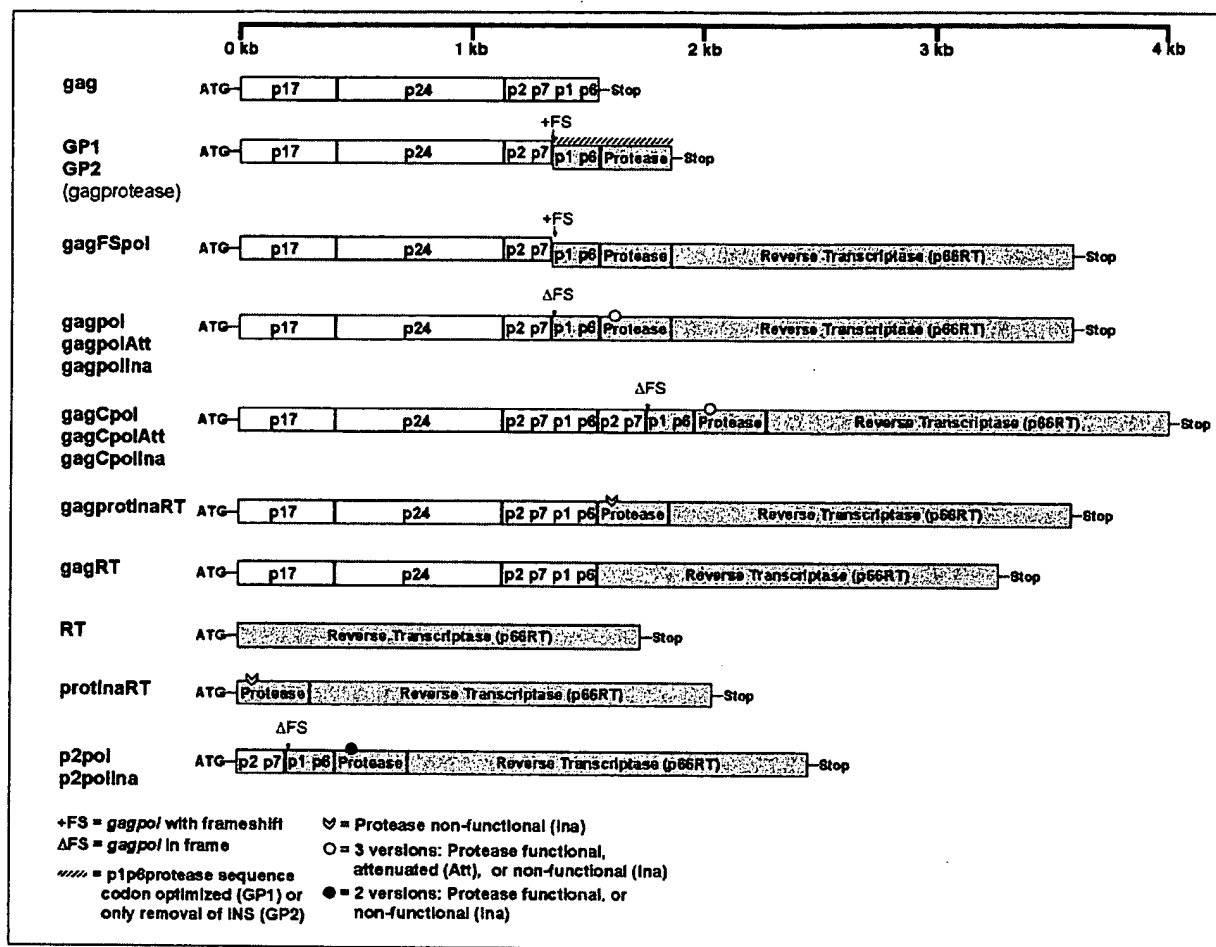 0 kb 1 kb 2 kb 3 kb 4 kb
gag ATG p17 p24 p2 p7 p1 p6 Stop
+FS
GP1 ATG p17 p24 p2 p7 p1 p6 Protease Stop
GP2
(gagprotease)
+FS
gagFSpol ATG p17 p24 p2 p7 p1 p6 Protease Reverse Transcriptase (p66RT) Stop
ΔFS
gagpol ATG p17 p24 p2 p7 p1 p6 Protease Reverse Transcriptase (p66RT) Stop
gagpolAtt
gagpolIna
ΔFS
gagCpol ATG p17 p24 p2 p7 p1 p6 p2 p7 p1 p6 Protease Reverse Transcriptase (p66RT) Stop
gagCpolAtt
gagCpolIna
gagprotInaRT ATG p17 p24 p2 p7 p1 p6 Protease Reverse Transcriptase (p66RT) Stop
gagRT ATG p17 p24 p2 p7 p1 p6 Reverse Transcriptase (p66RT) Stop
RT ATG Reverse Transcriptase (p66RT) Stop
protInaRT ATG Protease Reverse Transcriptase (p66RT) Stop
ΔFS
p2pol ATG p2 p7 p1 p6 Protease Reverse Transcriptase (p66RT) Stop
p2polIna
+FS = gagpol with frameshift
ΔFS = gagpol in frame
= p1p6protease sequence
codon optimized (GP1) or
only removal of INS (GP2)
= Protease non-functional (Ina)
= 3 versions: Protease functional,
attenuated (Att), or non-functional (Ina)
= 2 versions: Protease functional, or
non-functional (Ina)